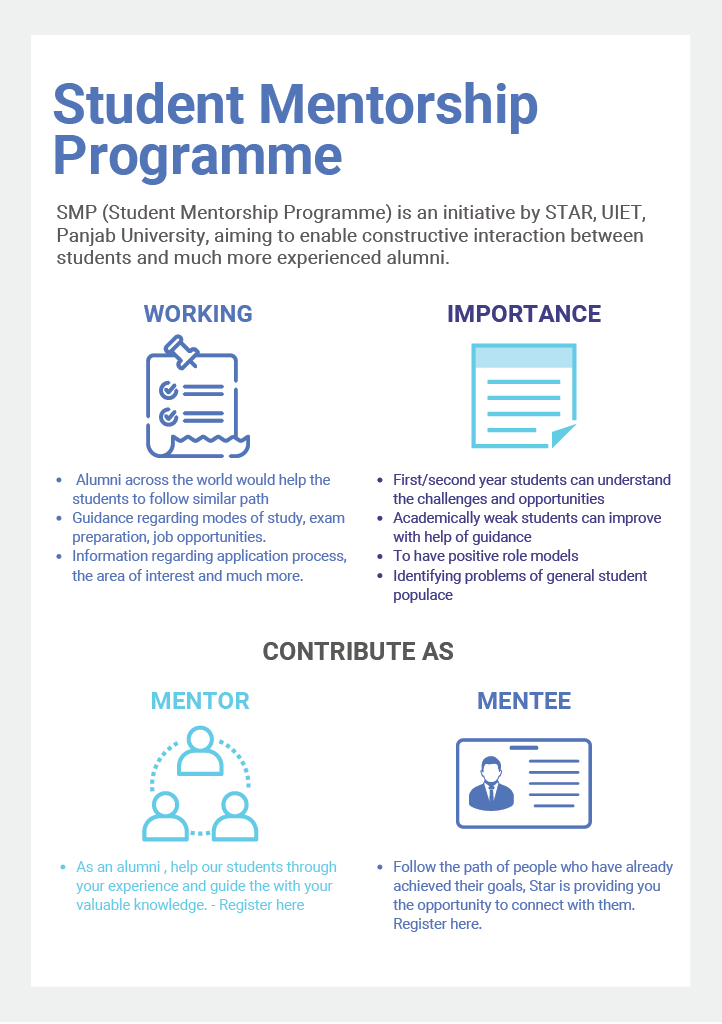 Student Mentorship
Programme
SMP (Student Mentorship Programme) is an initiative by STAR, UIET,
Panjab University, aiming to enable constructive interaction between
students and much more experienced alumni.
WORKING
• Alumni across the world would help the
students to follow similar path
• Guidance regarding modes of study, exam
preparation, job opportunities.
• Information regarding application process,
the area of interest and much more.
IMPORTANCE
• First/second year students can understand
the challenges and opportunities
• Academically weak students can improve
with help of guidance
• To have positive role models
• Identifying problems of general student
populace
CONTRIBUTE AS
MENTOR
• As an alumni , help our students through
your experience and guide the with your
valuable knowledge. - Register here
MENTEE
• Follow the path of people who have already
achieved their goals, Star is providing you
the opportunity to connect with them.
Register here.